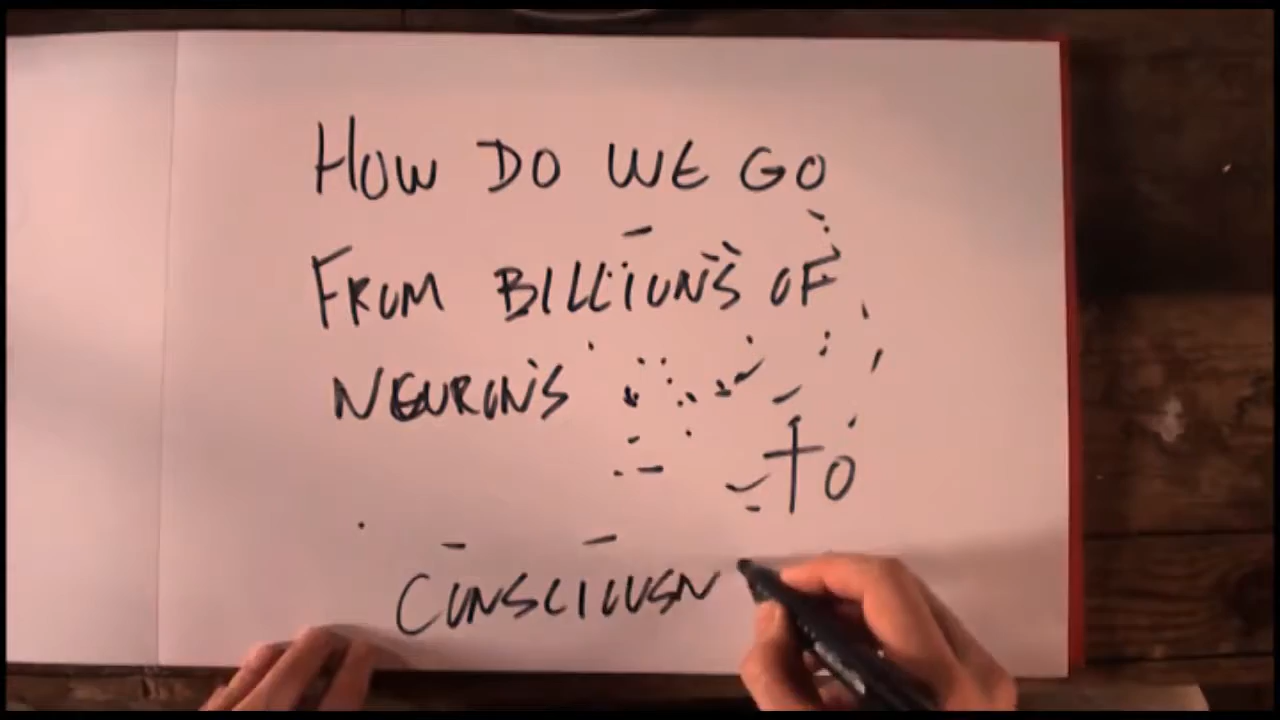 HOW DO WE GO
FROM BILLIONS OF
NEURONS
TO
CONSCIOUSN